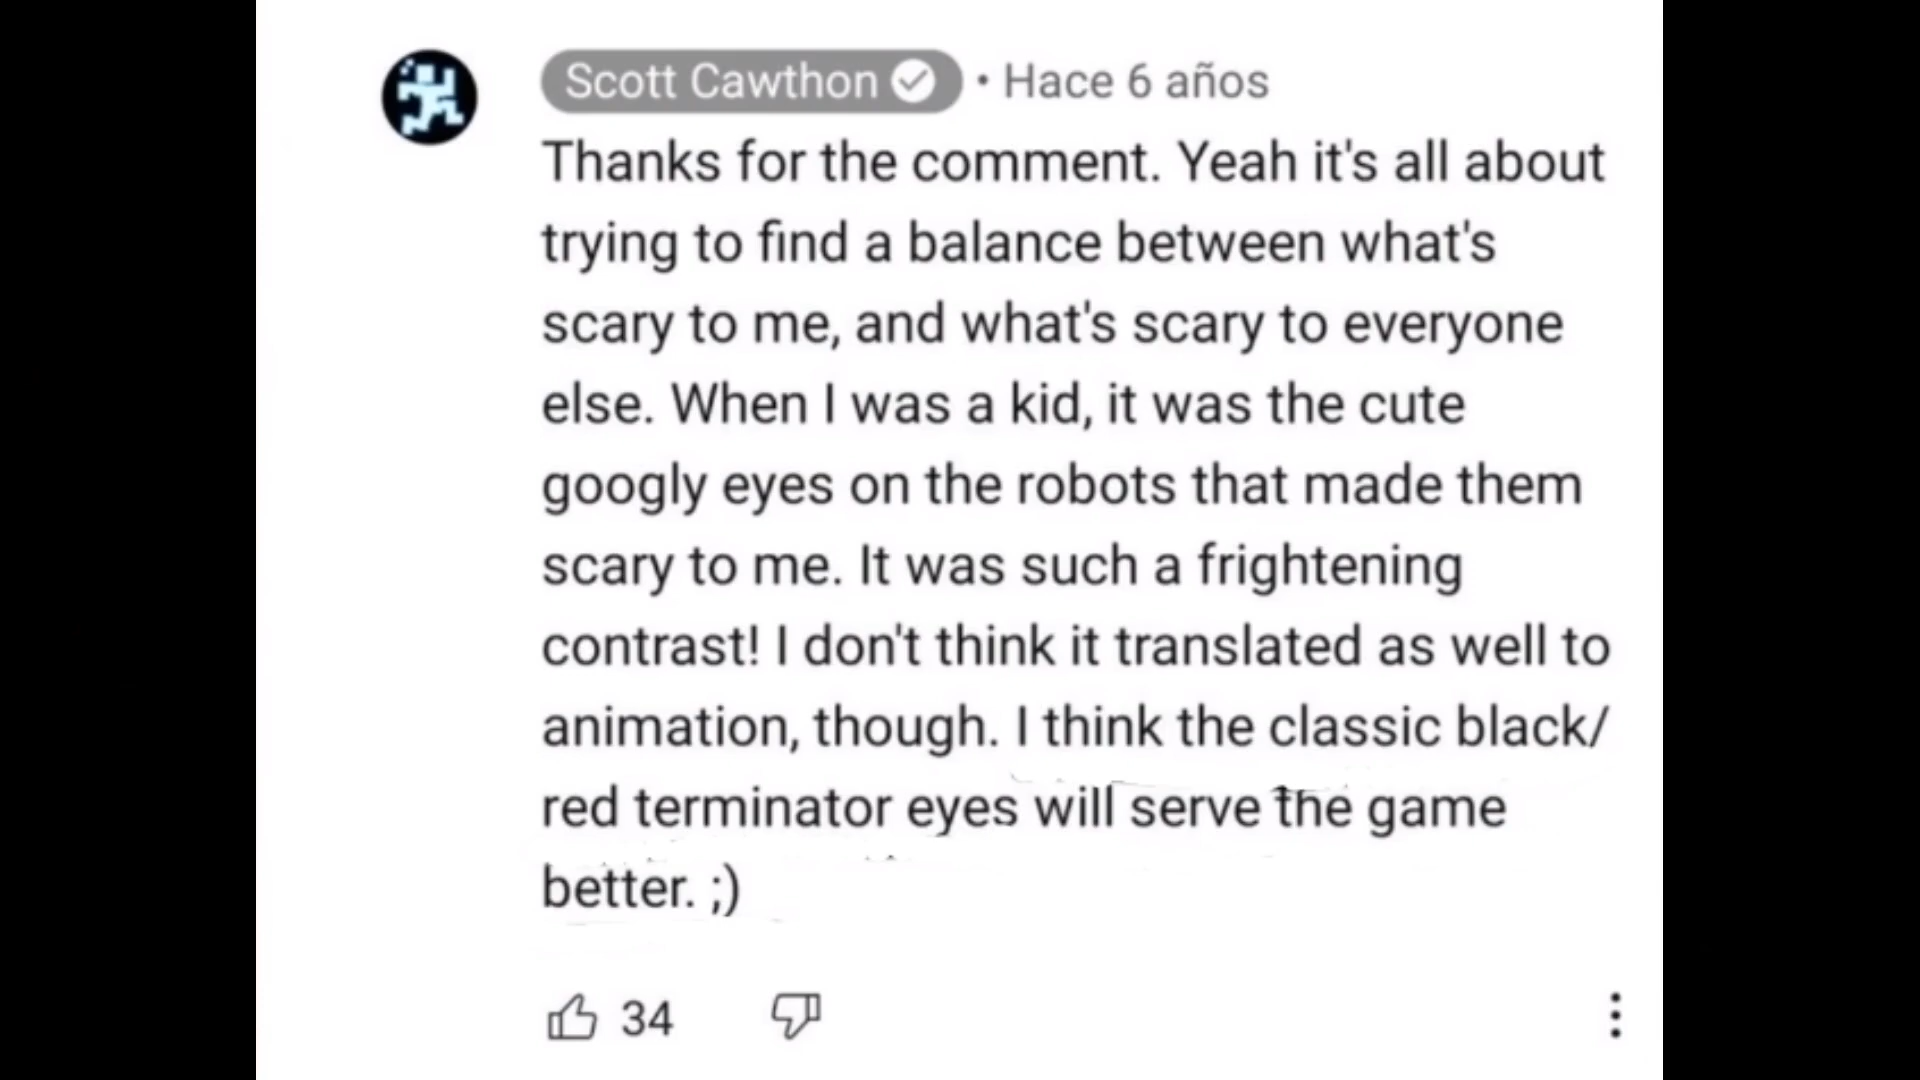 Scott Cawthon • Hace 6 años
Thanks for the comment. Yeah it's all about
trying to find a balance between what's
scary to me, and what's scary to everyone
else. When I was a kid, it was the cute
googly eyes on the robots that made them
scary to me. It was such a frightening
contrast! I don't think it translated as well to
animation, though. I think the classic black/
red terminator eyes will serve the game
better. ;)
34